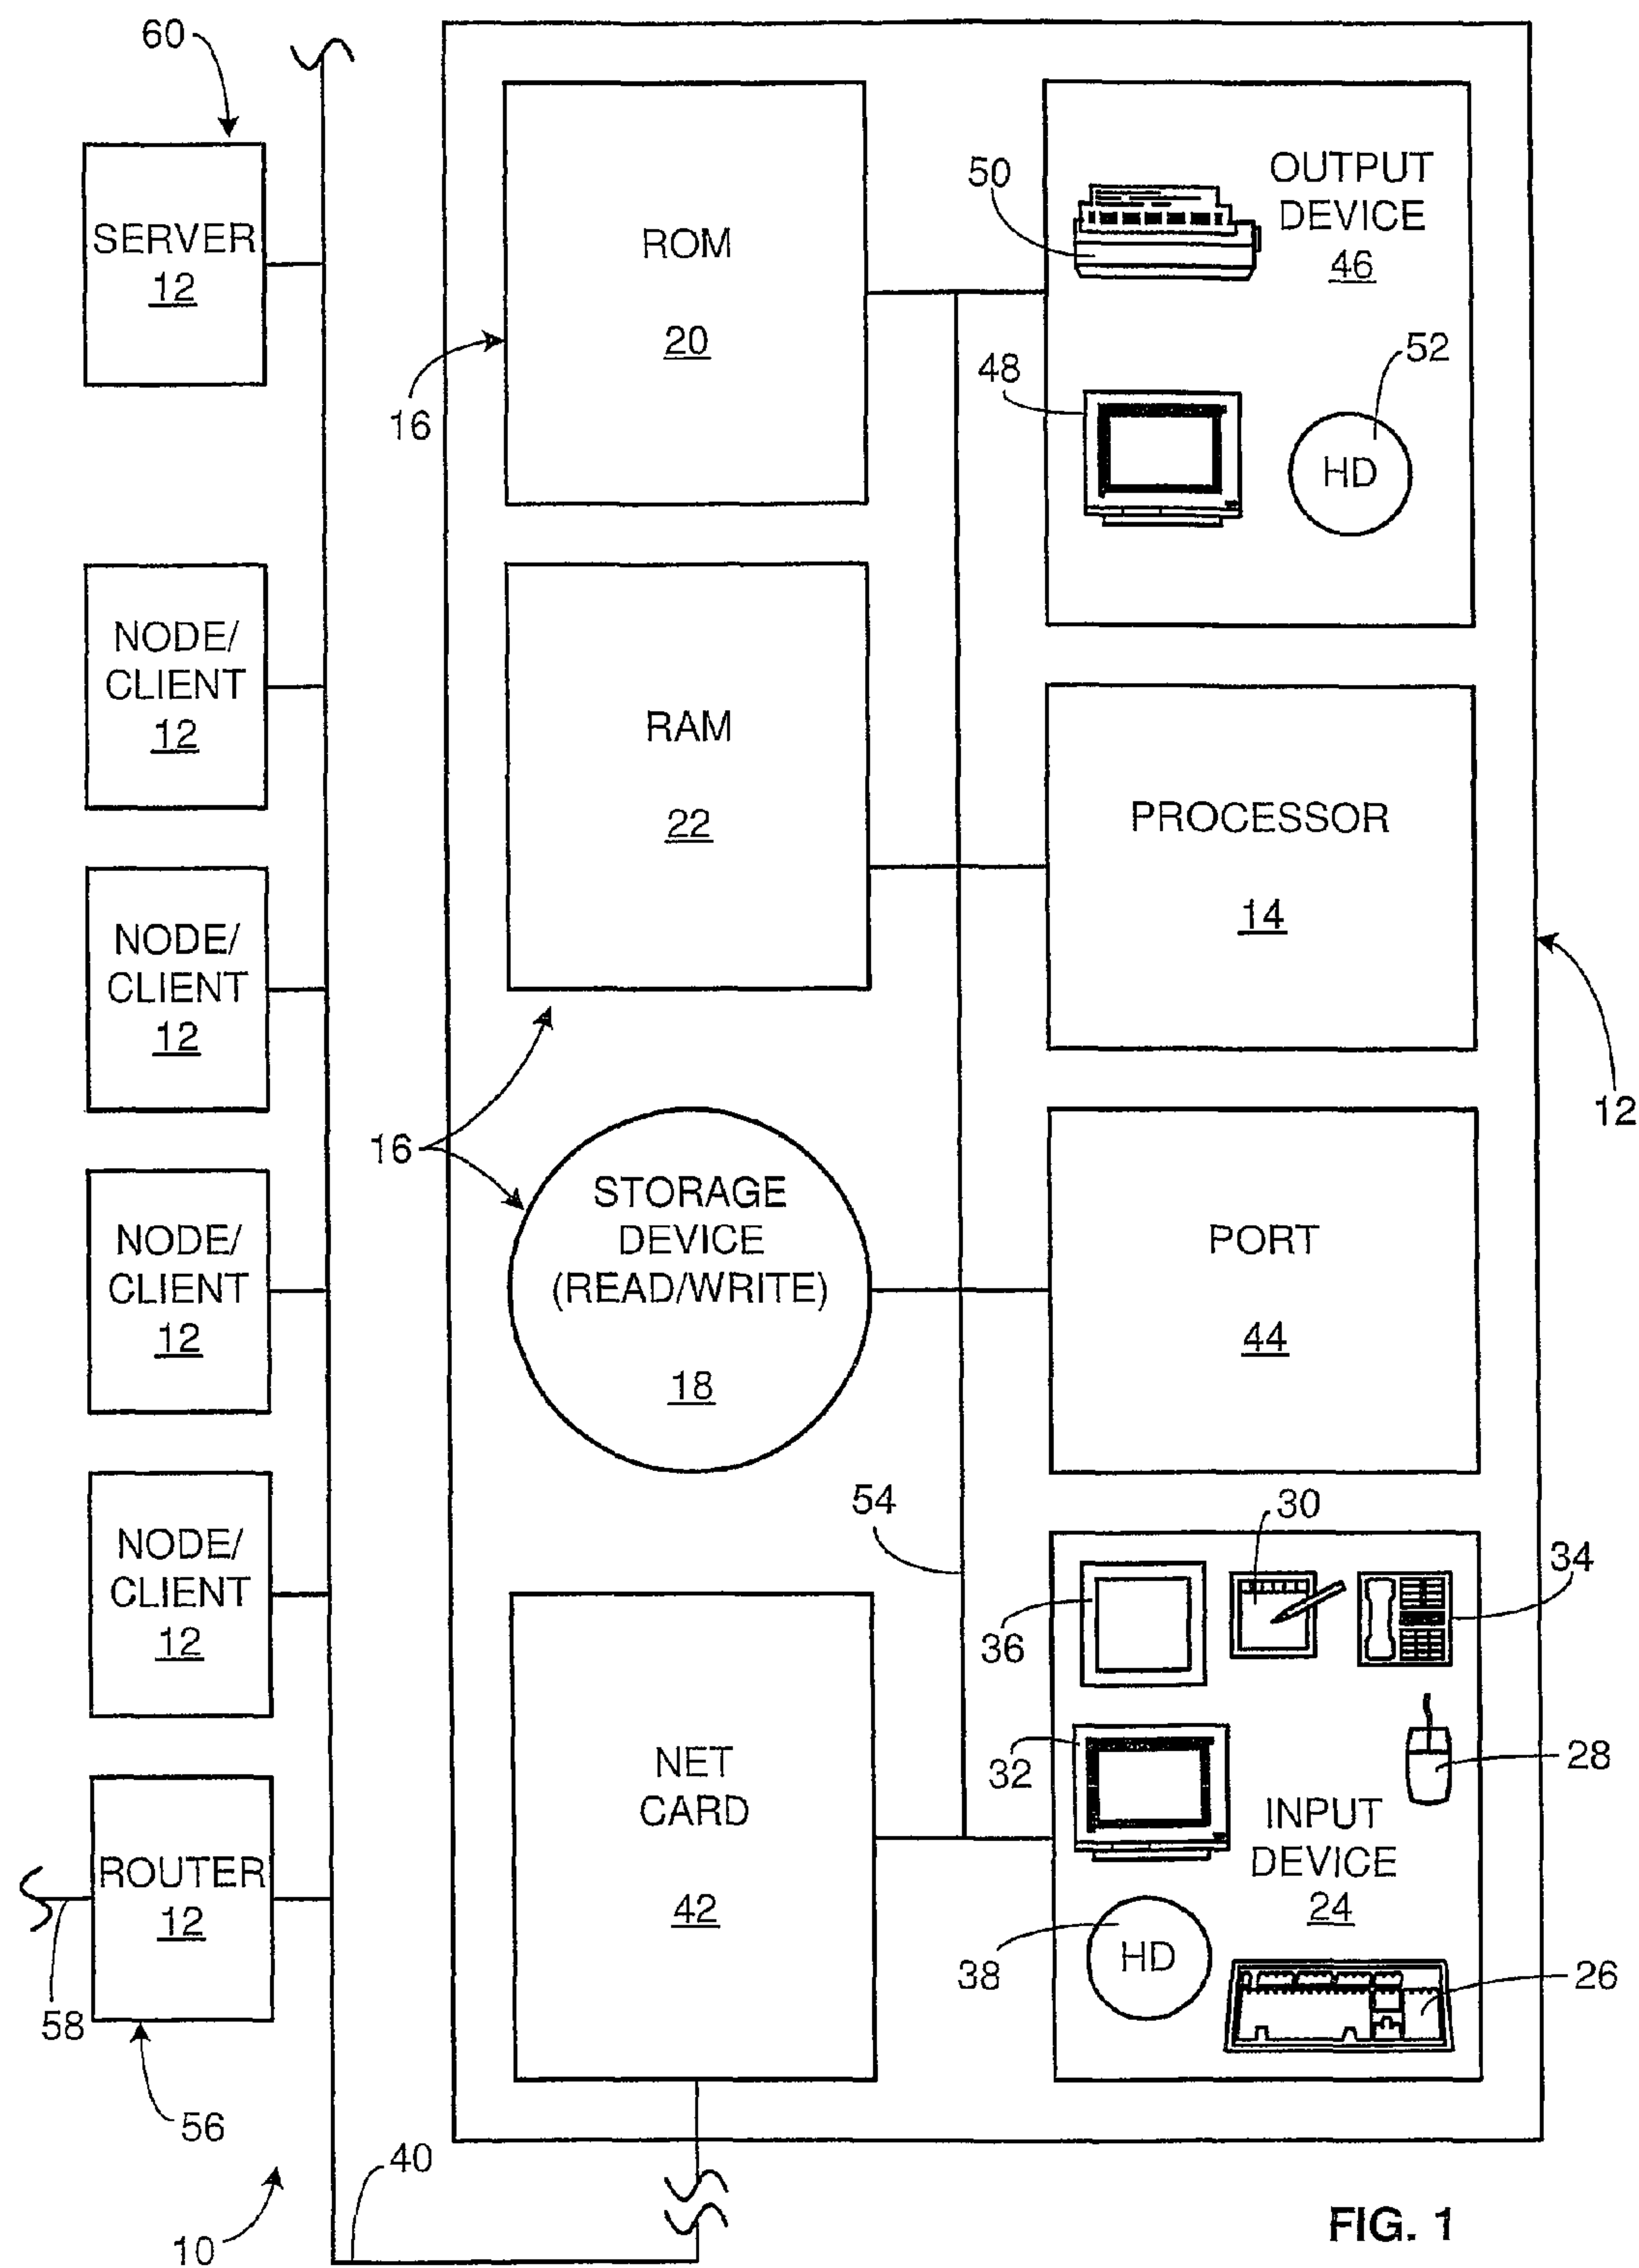 60
SERVER
12
NODE/
CLIENT
12
NODE/
CLIENT
12
NODE/
CLIENT
12
NODE/
CLIENT
12
ROUTER
12
58
56
10
40
16
ROM
20
RAM
22
16
STORAGE
DEVICE
(READ/WRITE)
18
54
NET
CARD
42
50
OUTPUT
DEVICE
46
48
52
HD
PROCESSOR
14
12
PORT
44
30
34
36
32
28
INPUT
DEVICE
24
38
HD
26
FIG. 1